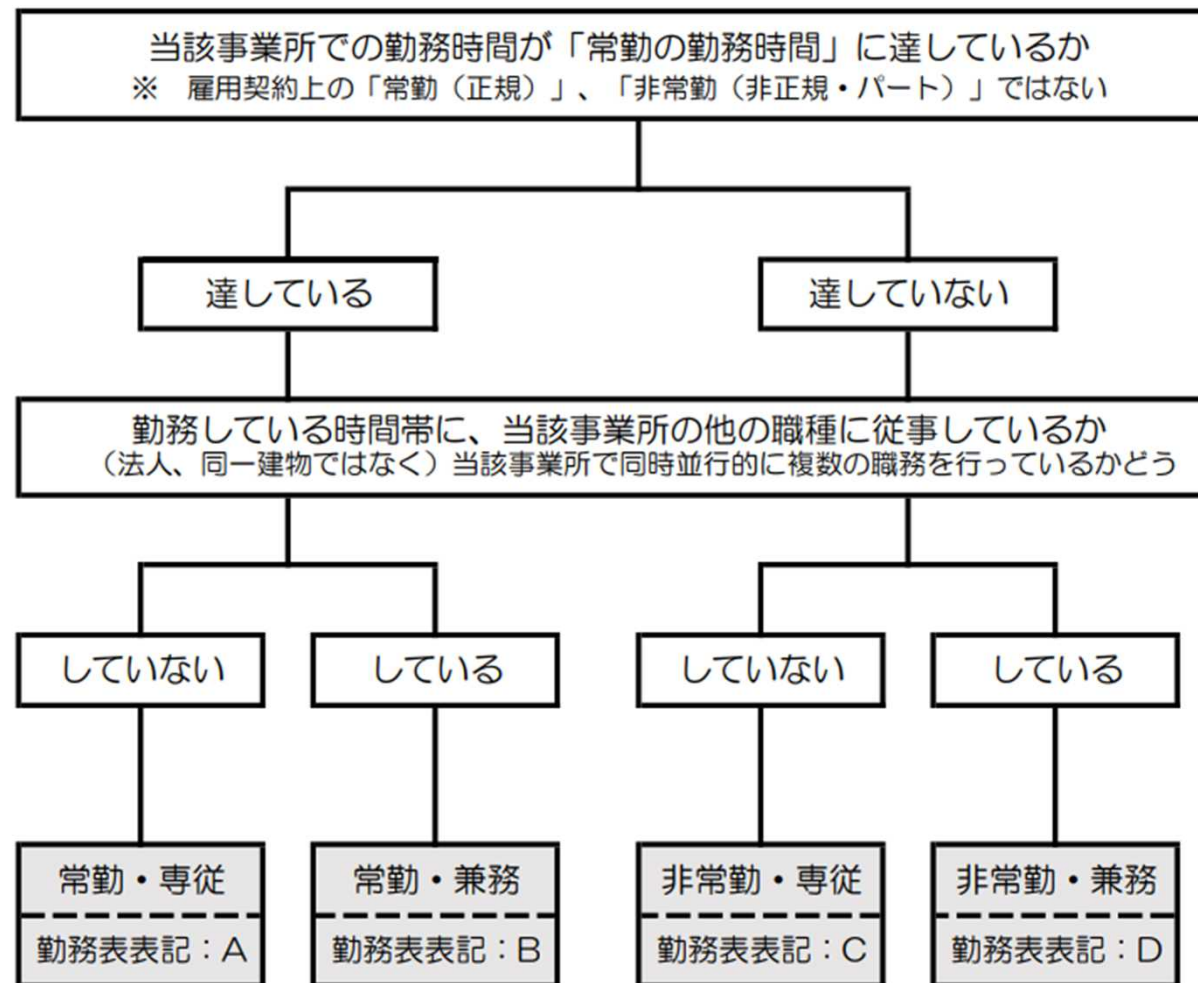 当該事業所での勤務時間が「常勤の勤務時間」に達しているか
※　雇用契約上の「常勤（正規）」、「非常勤（非正規・パート）」ではない
達している
達していない
勤務している時間帯に、当該事業所の他の職種に従事しているか
（法人、同一建物ではなく）当該事業所で同時並行的に複数の職務を行っているかどう
していない
している
していない
している
常勤・専従
勤務表表記：A
常勤・兼務
勤務表表記：B
非常勤・専従
勤務表表記：C
非常勤・兼務
勤務表表記：D